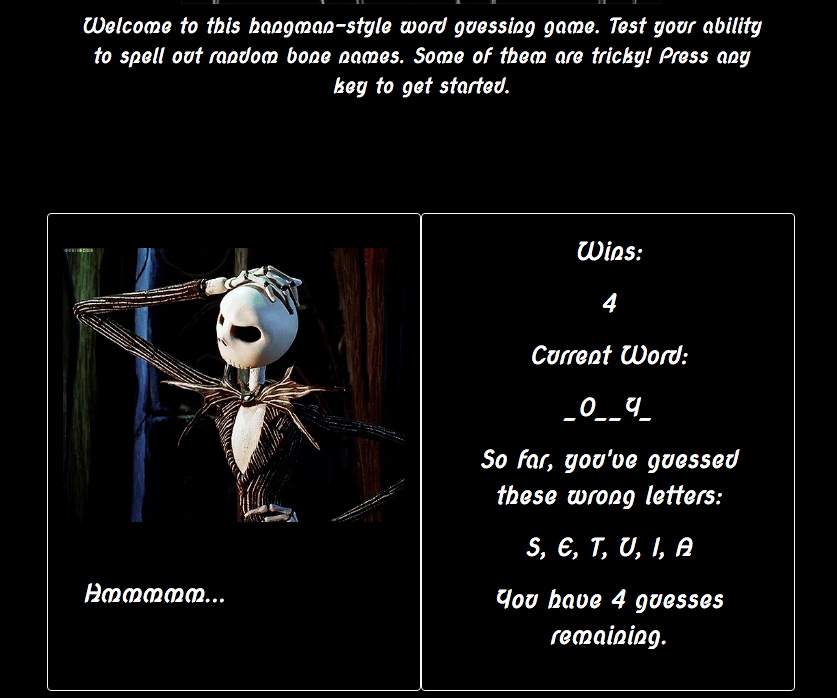 Welcome to this hangman-style word guessing game. Test your ability
to spell out random bone names. Some of them are tricky! Press any
key to get started.
Hmmmmm...
Wins:
4
Current Word:
_O__Y_
So far, you've guessed
these wrong letters:
S, E, T, U, I, A
You have 4 guesses
remaining.